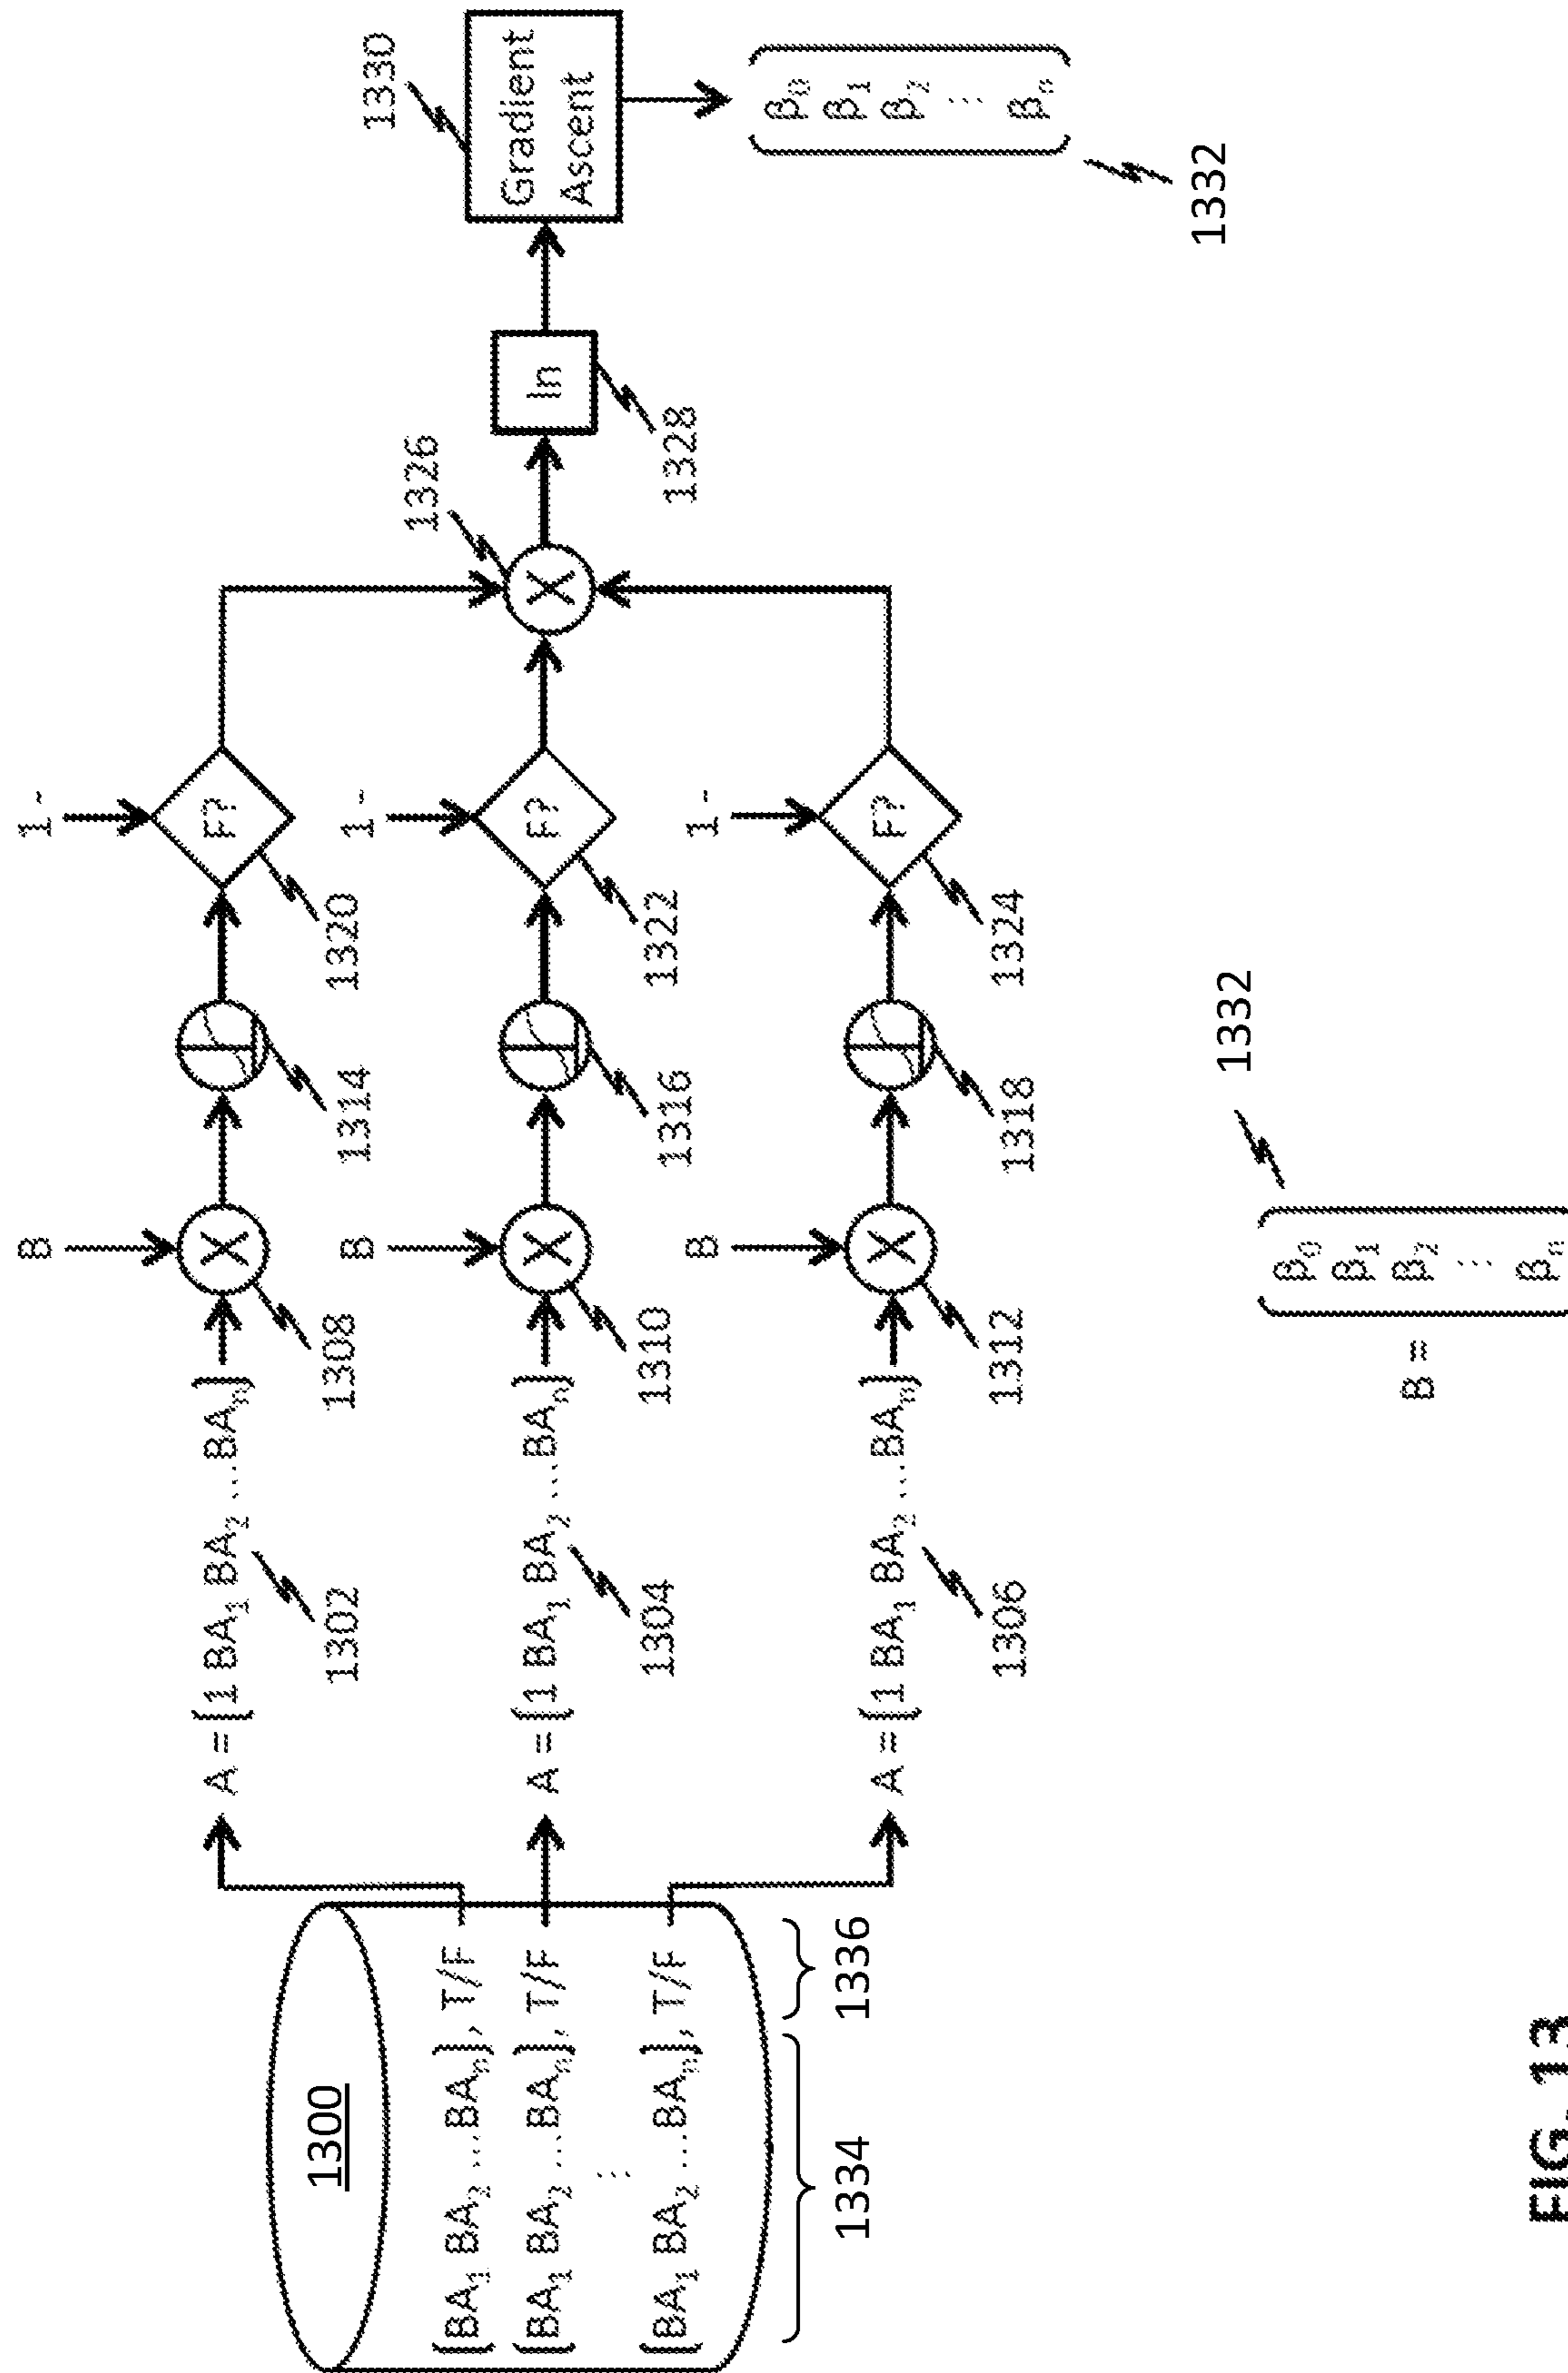 1300
[BA1 BA2 ...BAn], T/F
[BA1 BA2 ...BAn], T/F
⋮
[BA1 BA2 ...BAn], T/F
1334
1336
A = [1 BA1 BA2 ...BAn]
1302
B
X
1308
1314
1 -
F?
1320
A = [1 BA1 BA2 ...BAn]
1304
B
X
1310
1316
1 -
F?
1322
A = [1 BA1 BA2 ...BAn]
1306
B
X
1312
1318
1 -
F?
1324
X
1326
ln
1328
Gradient
Ascent
1330
β0
β1
β2
⋮
βn
1332
B =
β0
β1
β2
⋮
βn
1332
FIG. 13